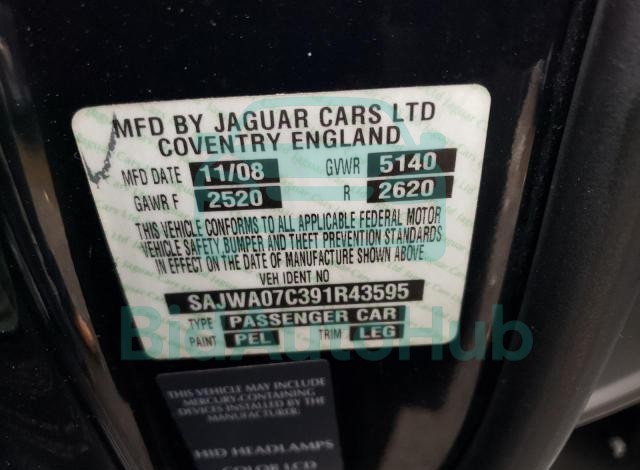 MFD BY JAGUAR CARS LTD
COVENTRY ENGLAND
MFD DATE 11/08 GVWR 5140
GAWR F 2520 R 2620
THIS VEHICLE CONFORMS TO ALL APPLICABLE FEDERAL MOTOR
VEHICLE SAFETY BUMPER AND THEFT PREVENTION STANDARDS
IN EFFECT ON THE DATE OF MANUFACTURE SHOWN ABOVE.
VEH IDENT NO
SAJWA07C391R43595
TYPE PASSENGER CAR
PAINT PEL TRIM LEG
BidAutoHub
THIS VEHICLE MAY INCLUDE
MERCURY-CONTAINING
DEVICES INSTALLED BY THE
MANUFACTURER:
HID HEADLAMPS
COLOR LCD